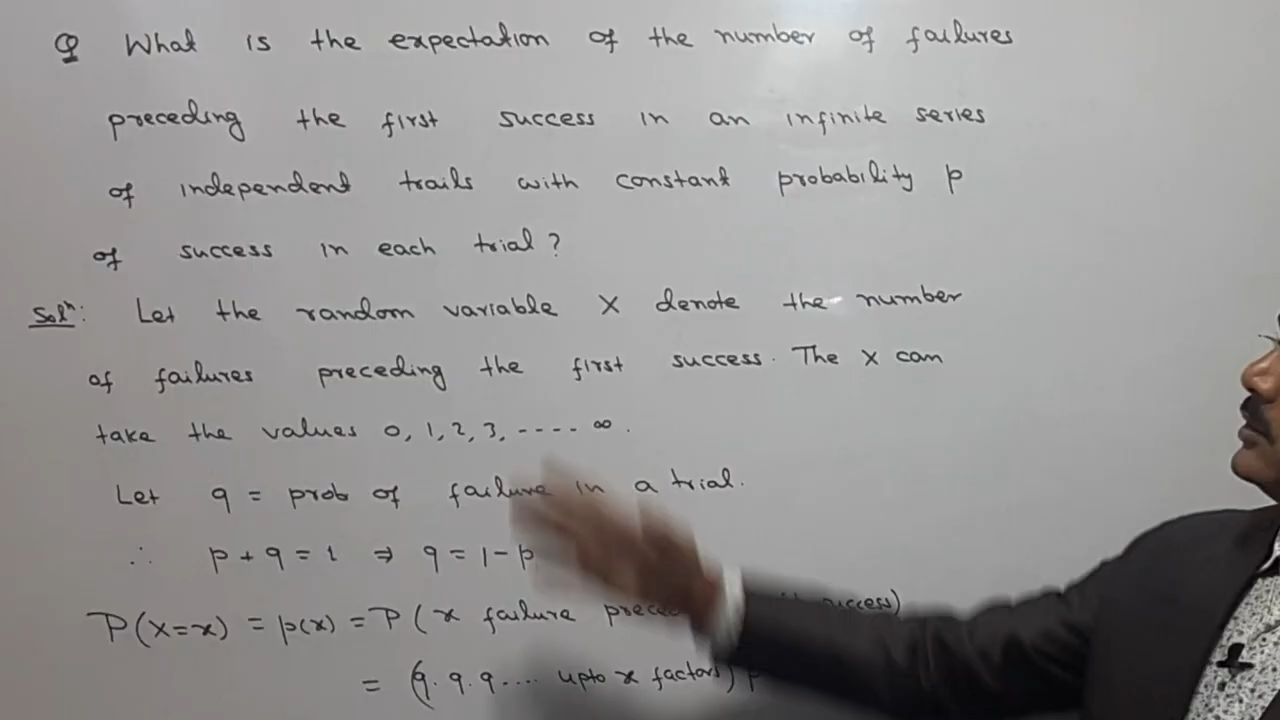 Q What is the expectation of the number of failures
preceding the first success in an infinite series
of independent trails with constant probability p
of success in each trial?
Solⁿ: Let the random variable X denote the number
of failures preceding the first success. The X can
take the values 0, 1, 2, 3, ---- ∞.
Let q = prob of failure in a trial.
∴ p + q = 1 ⇒ q = 1 - p
P(X=x) = p(x) = P(x failure success)
= (q. q. q.... upto x factors) p